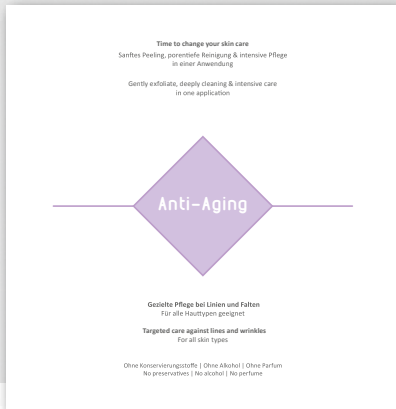 Time to change your skin care
Sanftes Peeling, porentiefe Reinigung & intensive Pflege
in einer Anwendung
Gently exfoliate, deeply cleaning & intensive care
in one application
Anti-Aging
Gezielte Pflege bei Linien und Falten
Für alle Hauttypen geeignet
Targeted care against lines and wrinkles
For all skin types
Ohne Konservierungsstoffe | Ohne Alkohol | Ohne Parfum
No preservatives | No alcohol | No perfume